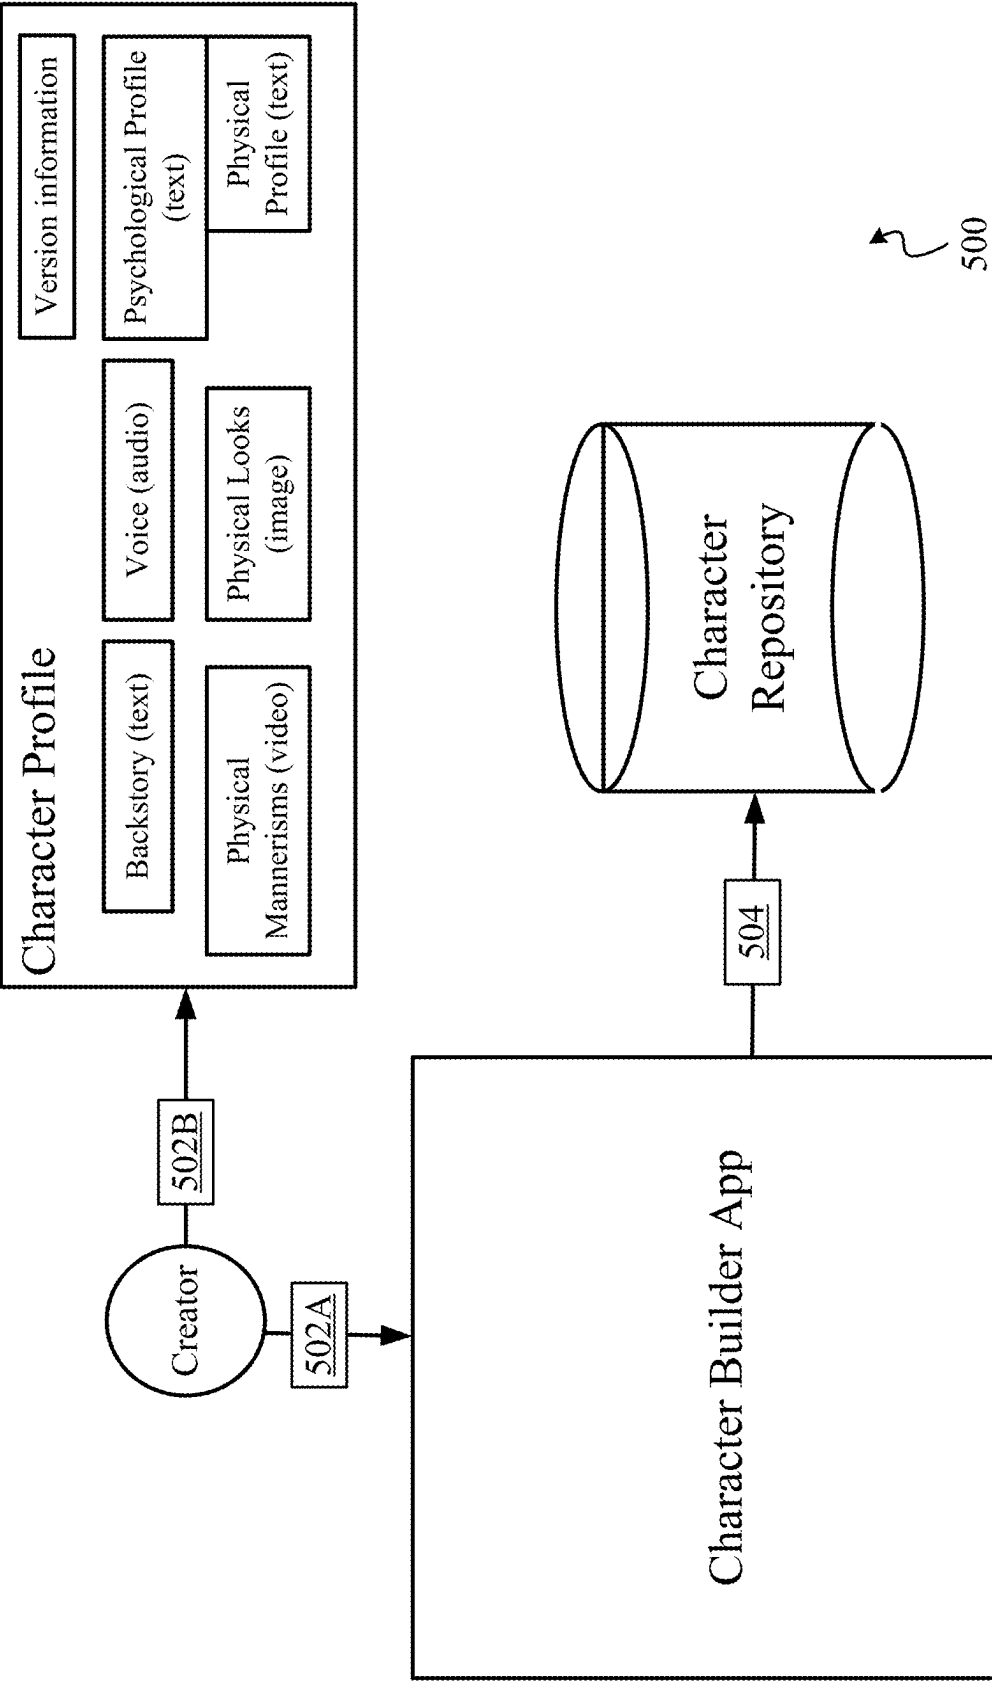 Character Profile
Version information
Backstory (text)
Voice (audio)
Psychological Profile
(text)
Physical
Mannerisms (video)
Physical Looks
(image)
Physical
Profile (text)
Creator
502B
502A
Character Builder App
504
Character
Repository
500